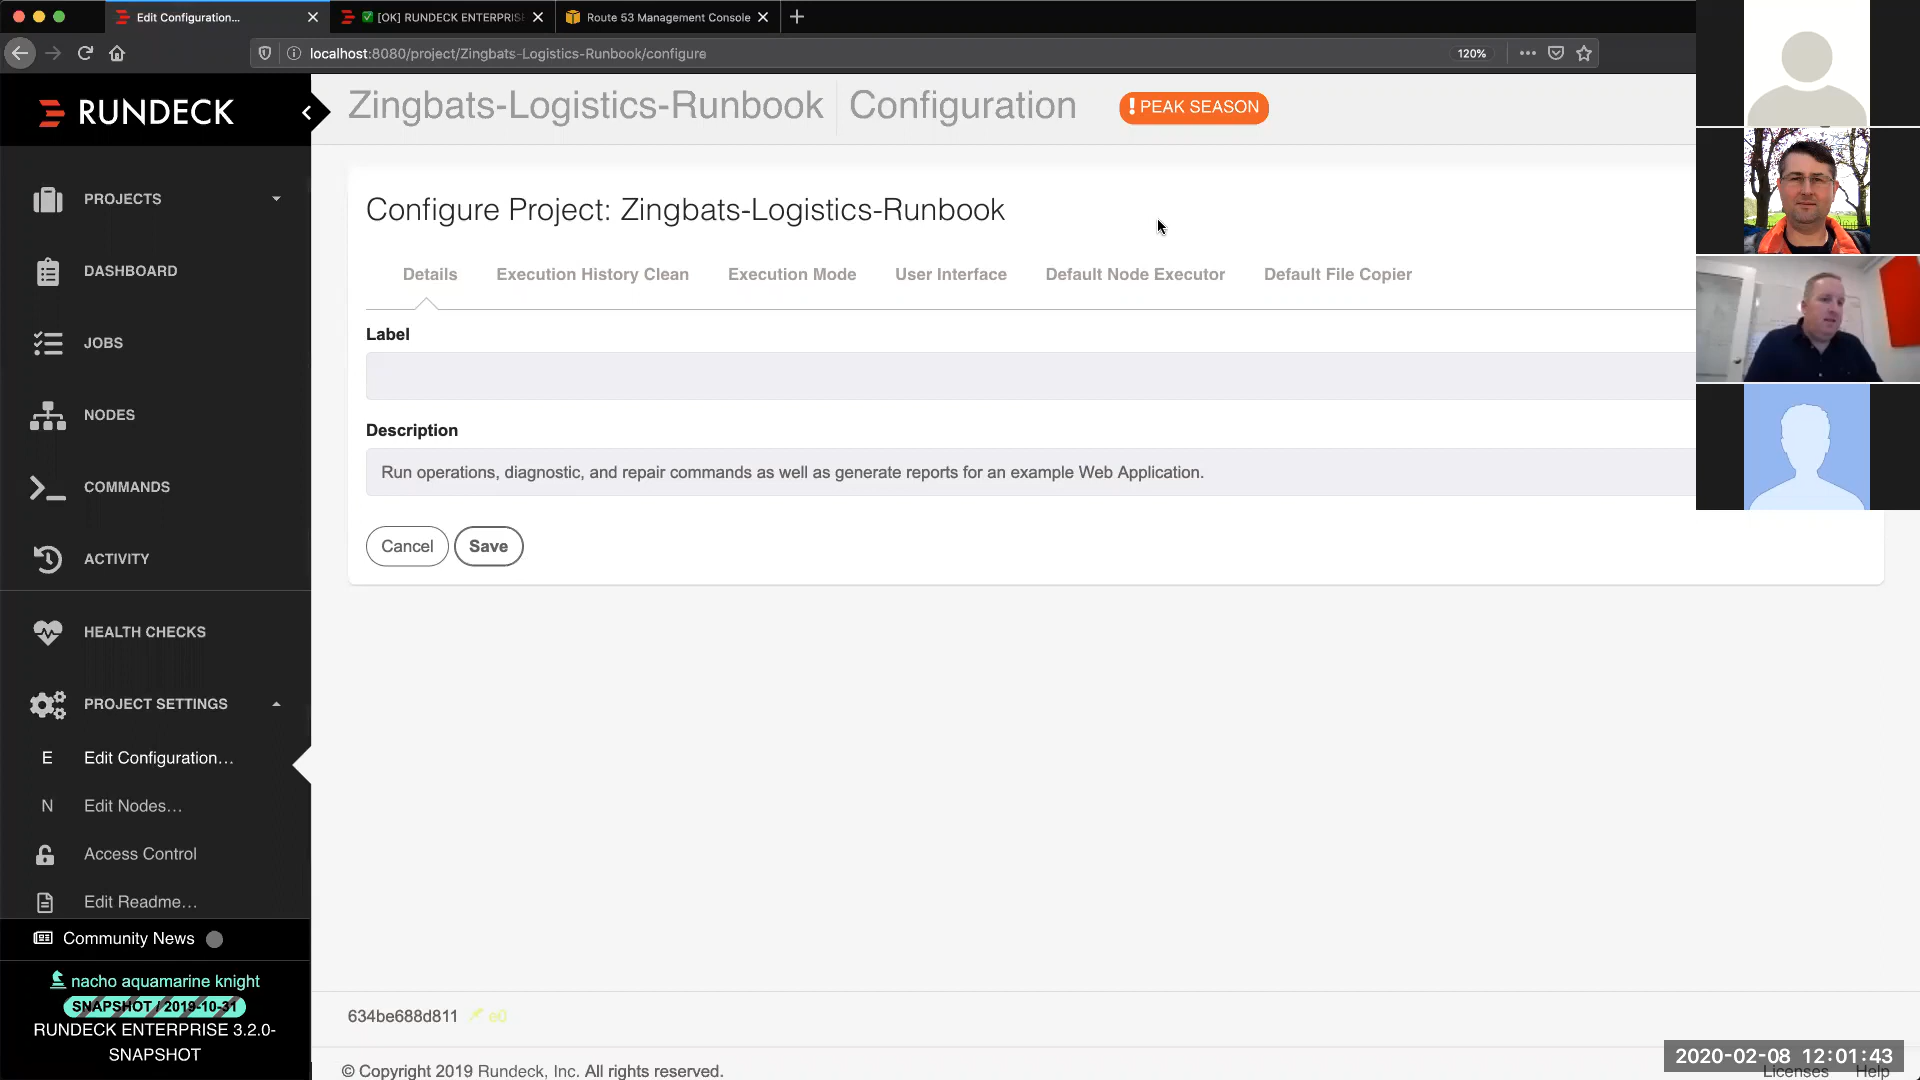 Edit Configuration...
[OK] RUNDECK ENTERPRIS
Route 53 Management Console
localhost:8080/project/Zingbats-Logistics-Runbook/configure
120%
RUNDECK
Zingbats-Logistics-Runbook
Configuration
! PEAK SEASON
PROJECTS
DASHBOARD
JOBS
NODES
COMMANDS
ACTIVITY
HEALTH CHECKS
PROJECT SETTINGS
E Edit Configuration...
N Edit Nodes...
Access Control
Edit Readme...
Community News
nacho aquamarine knight
SNAPSHOT / 2019-10-31
RUNDECK ENTERPRISE 3.2.0-
SNAPSHOT
Configure Project: Zingbats-Logistics-Runbook
Details Execution History Clean Execution Mode User Interface Default Node Executor Default File Copier
Label
Description
Run operations, diagnostic, and repair commands as well as generate reports for an example Web Application.
Cancel Save
634be688d811 e0
© Copyright 2019 Rundeck, Inc. All rights reserved.
Licenses Help
2020-02-08 12:01:43